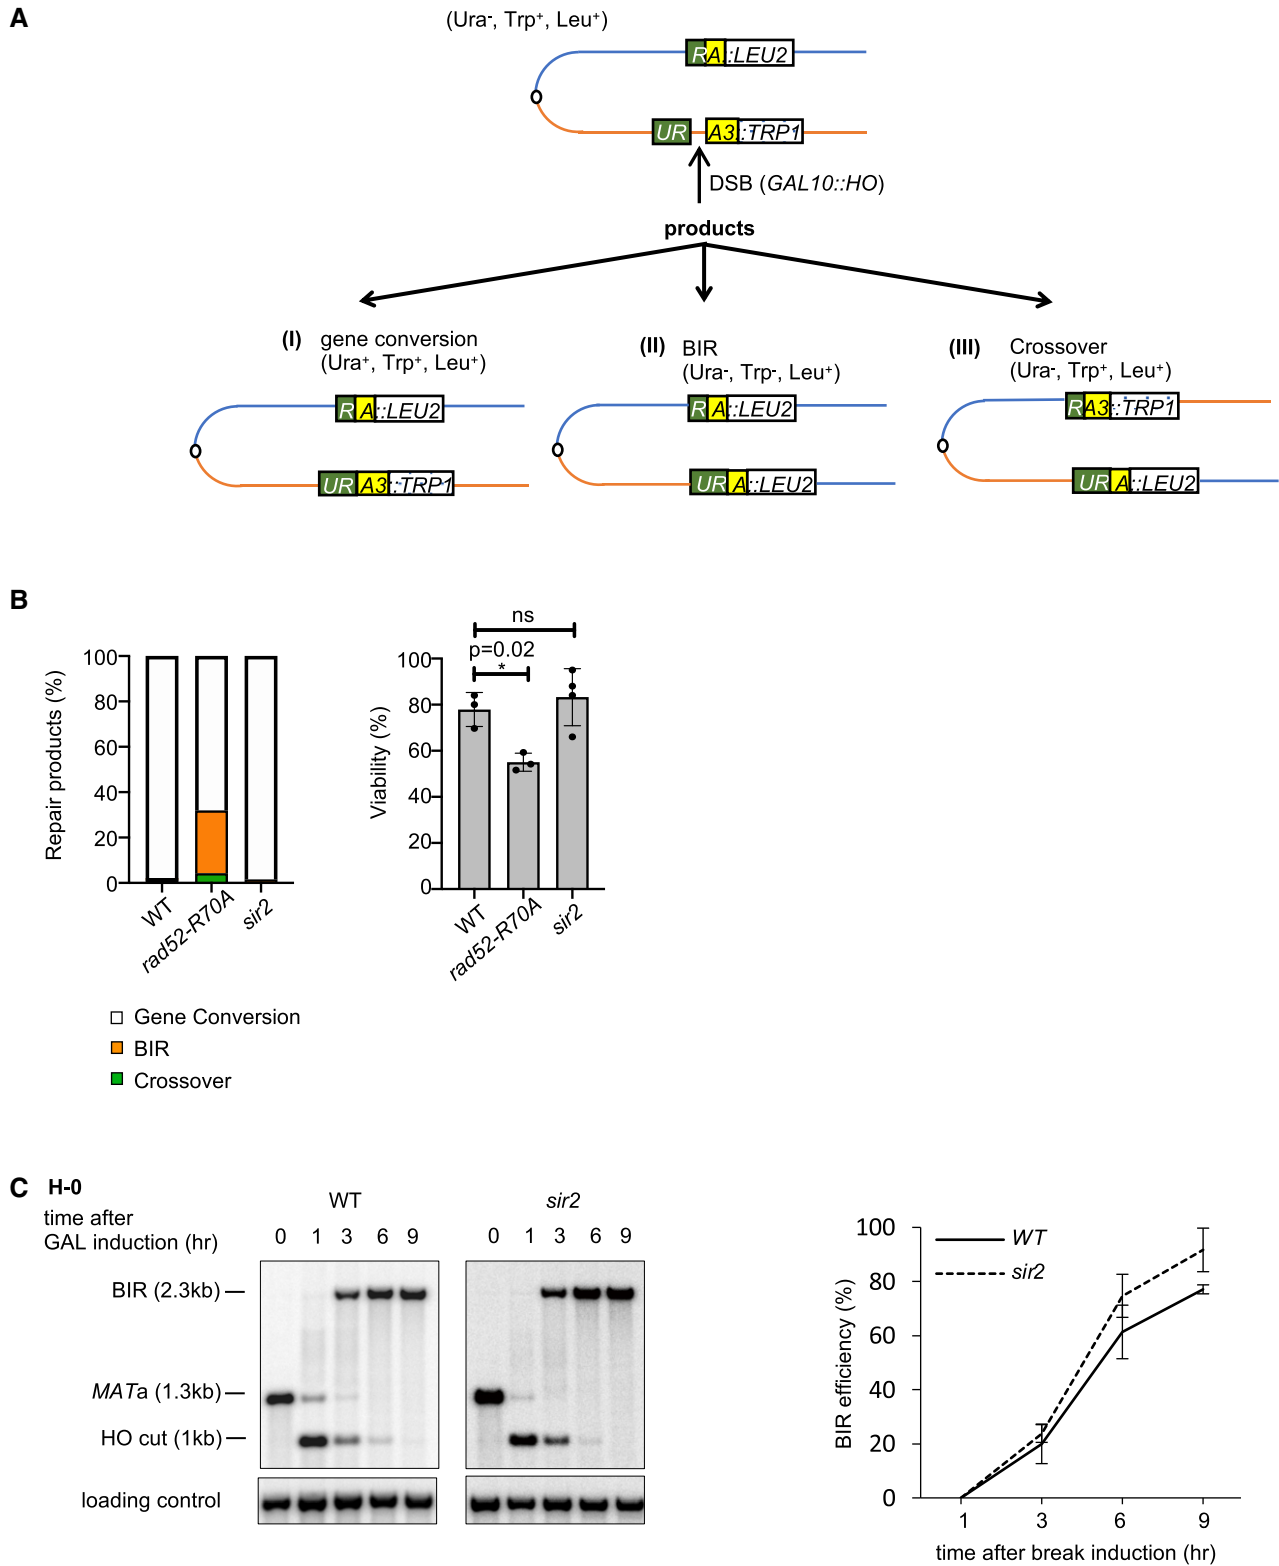 A
(Ura-, Trp+, Leu+)
RA::LEU2
UR A3::TRP1
DSB (GAL10::HO)
products
(I) gene conversion
(Ura+, Trp+, Leu+)
R A::LEU2
UR A3::TRP1
(II) BIR
(Ura-, Trp-, Leu+)
R A::LEU2
UR A::LEU2
(III) Crossover
(Ura-, Trp+, Leu+)
RA3::TRP1
UR A::LEU2
B
Repair products (%)
100
80
60
40
20
0
WT
rad52-R70A
sir2
Gene Conversion
BIR
Crossover
ns
p=0.02
*
Viability (%)
100
80
60
40
20
0
WT
rad52-R70A
sir2
C H-0
time after
GAL induction (hr)
WT
0 1 3 6 9
sir2
0 1 3 6 9
BIR (2.3kb)
MATa (1.3kb)
HO cut (1kb)
loading control
WT
sir2
BIR efficiency (%)
100
80
60
40
20
0
1 3 6 9
time after break induction (hr)